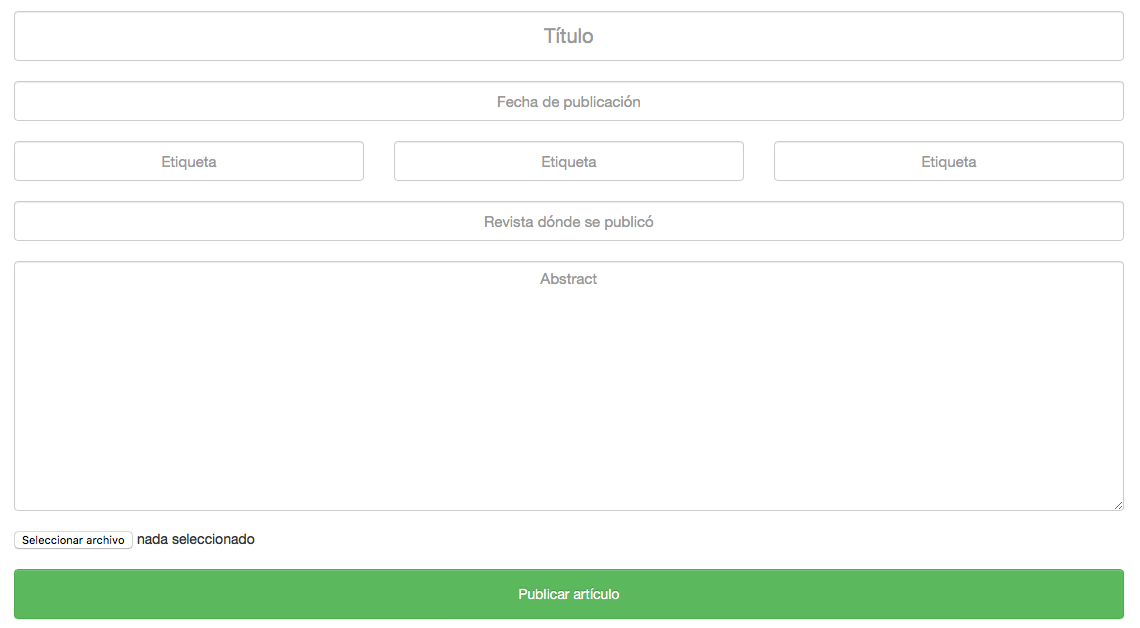 Título
Fecha de publicación
Etiqueta Etiqueta Etiqueta
Revista dónde se publicó
Abstract
Seleccionar archivo nada seleccionado
Publicar artículo